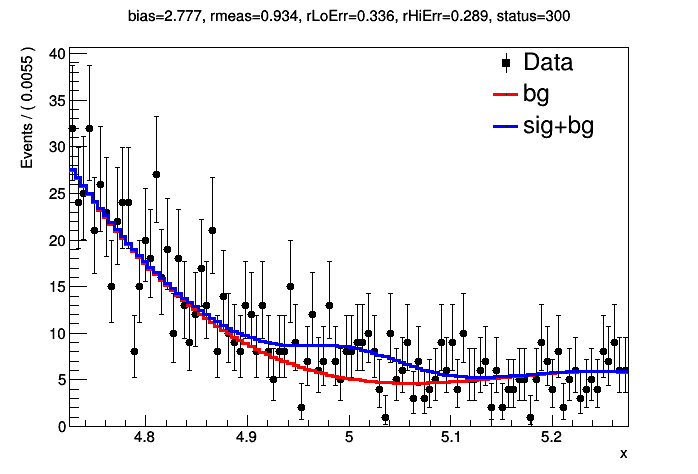 bias=2.777, rmeas=0.934, rLoErr=0.336, rHiErr=0.289, status=300
Events / ( 0.0055 )
40
35
30
25
20
15
10
5
0
Data
bg
sig+bg
4.8 4.9 5 5.1 5.2
x